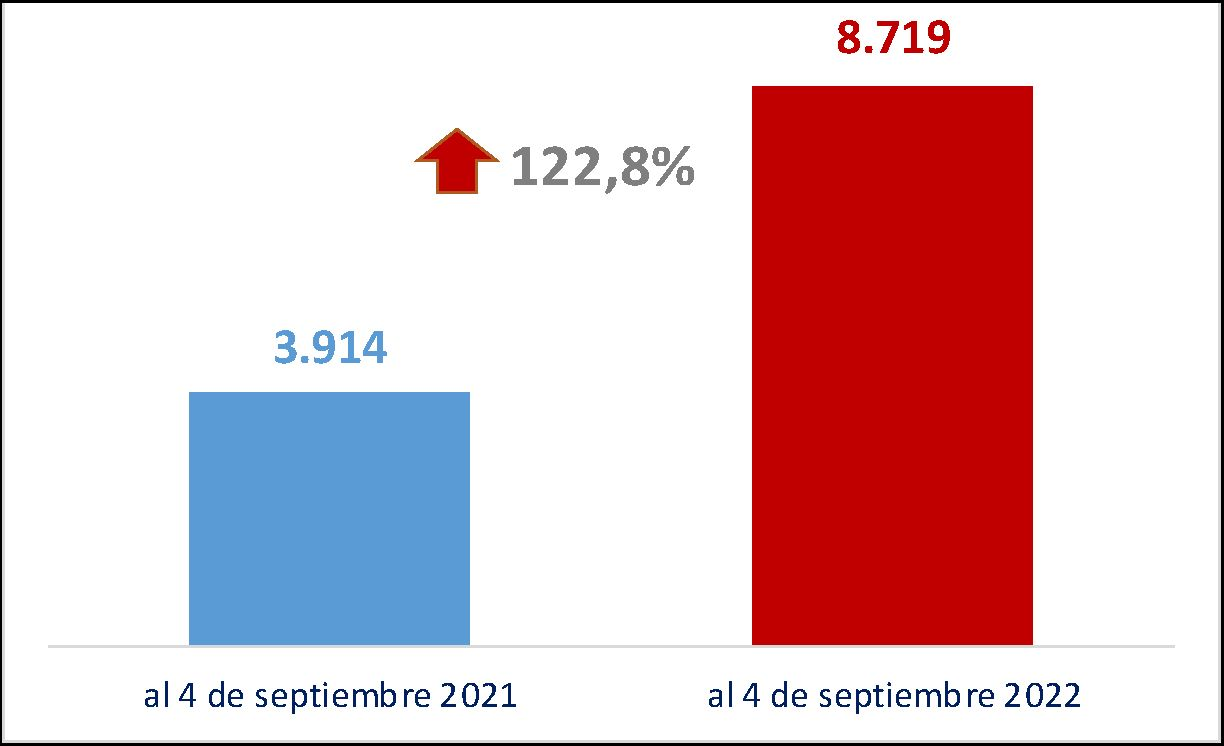 8.719
122,8%
3.914
al 4 de septiembre 2021
al 4 de septiembre 2022